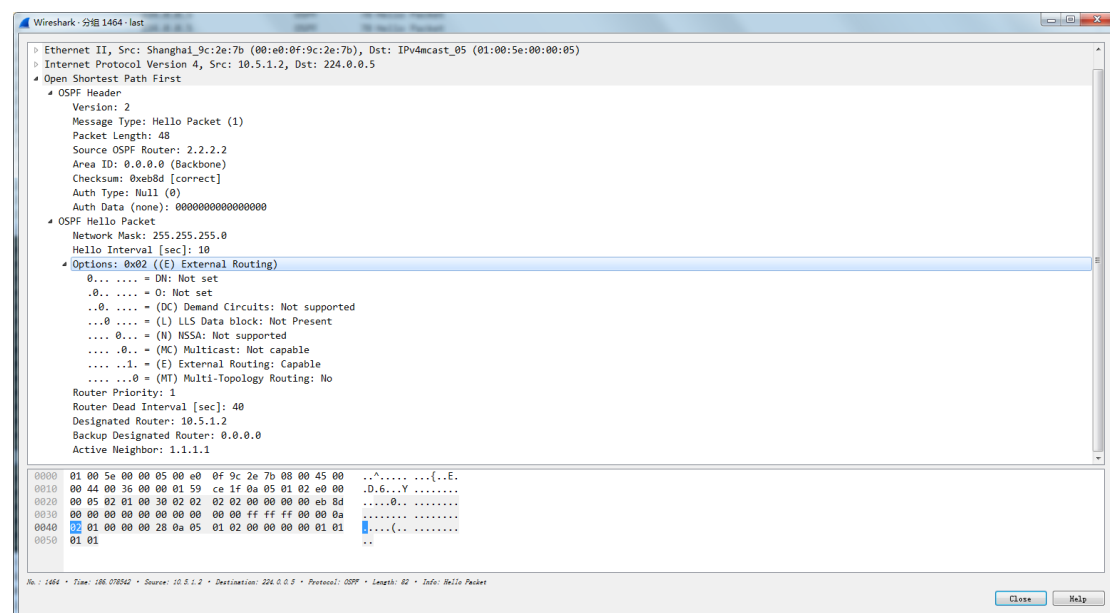 Wireshark · 分组 1464 · last
Ethernet II, Src: Shanghai_9c:2e:7b (00:e0:0f:9c:2e:7b), Dst: IPv4mcast_05 (01:00:5e:00:00:05)
Internet Protocol Version 4, Src: 10.5.1.2, Dst: 224.0.0.5
Open Shortest Path First
OSPF Header
Version: 2
Message Type: Hello Packet (1)
Packet Length: 48
Source OSPF Router: 2.2.2.2
Area ID: 0.0.0.0 (Backbone)
Checksum: 0xeb8d [correct]
Auth Type: Null (0)
Auth Data (none): 0000000000000000
OSPF Hello Packet
Network Mask: 255.255.255.0
Hello Interval [sec]: 10
Options: 0x02 ((E) External Routing)
0... .... = DN: Not set
.0.. .... = O: Not set
..0. .... = (DC) Demand Circuits: Not supported
...0 .... = (L) LLS Data block: Not Present
.... 0... = (N) NSSA: Not supported
.... .0.. = (MC) Multicast: Not capable
.... ..1. = (E) External Routing: Capable
.... ...0 = (MT) Multi-Topology Routing: No
Router Priority: 1
Router Dead Interval [sec]: 40
Designated Router: 10.5.1.2
Backup Designated Router: 0.0.0.0
Active Neighbor: 1.1.1.1
0000 01 00 5e 00 00 05 00 e0 0f 9c 2e 7b 08 00 45 00 ..^..... ...{..E.
0010 00 44 00 36 00 00 01 59 ce 1f 0a 05 01 02 e0 00 .D.6...Y ........
0020 00 05 02 01 00 30 02 02 02 02 00 00 00 00 eb 8d .....0.. ........
0030 00 00 00 00 00 00 00 00 00 00 ff ff ff 00 00 0a ........ ........
0040 02 01 00 00 00 28 0a 05 01 02 00 00 00 00 01 01 .....(.. ........
0050 01 01 ..
No.: 1464 · Time: 186.078542 · Source: 10.5.1.2 · Destination: 224.0.0.5 · Protocol: OSPF · Length: 82 · Info: Hello Packet
Close Help